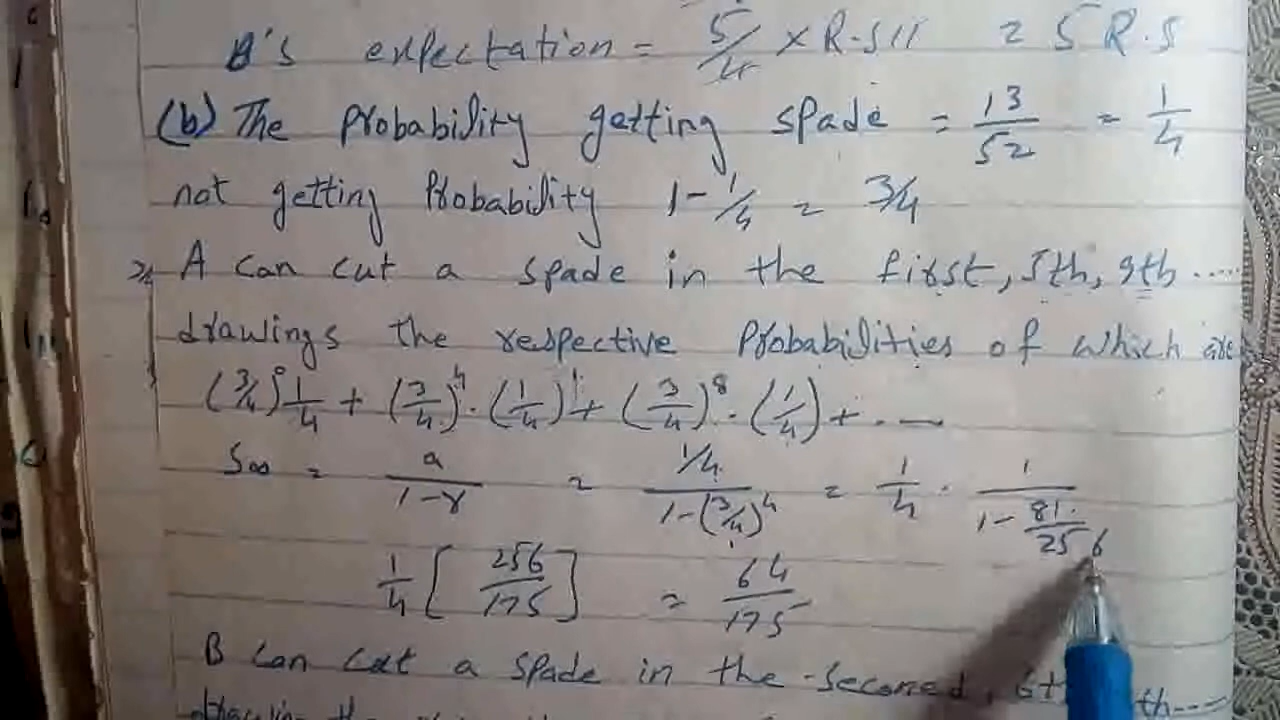 B's expectation = 5/4 × R.S 11 = 5 R.S
(b) The Probability getting spade = 13/52 = 1/4
not getting Probability 1 - 1/4 = 3/4
A can cut a spade in the first, 5th, 9th .....
drawings the respective Probabilities of which are
(3/4)⁰ 1/4 + (3/4)⁴ · (1/4)¹ + (3/4)⁸ · (1/4) + . —
S∞ = a/(1-r) = (1/4)/(1-(3/4)⁴) = 1/4 · 1/(1 - 81/256)
1/4 [256/175] = 64/175
B can cut a spade in the seconed, 6th